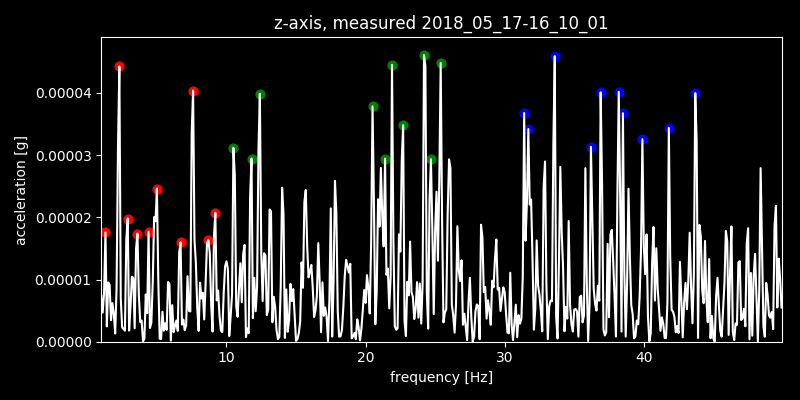 z-axis, measured 2018_05_17-16_10_01
acceleration [g]
0.00004
0.00003
0.00002
0.00001
0.00000
10 20 30 40
frequency [Hz]